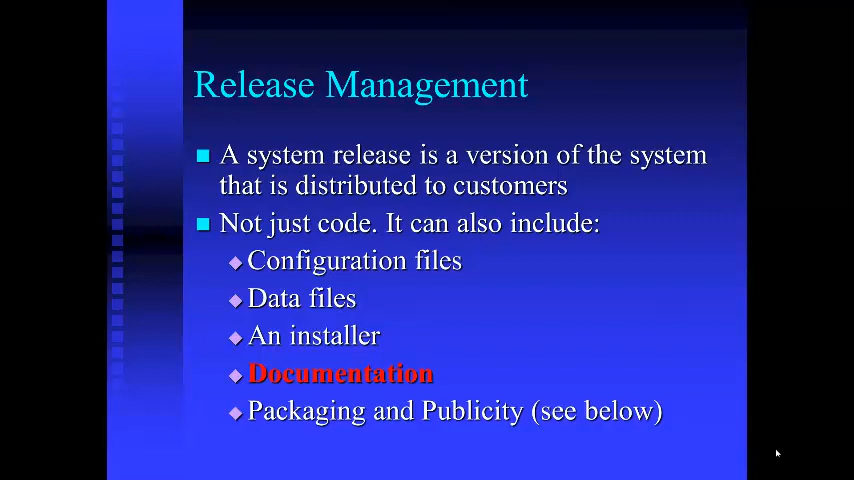 Release Management
A system release is a version of the system
that is distributed to customers
Not just code. It can also include:
Configuration files
Data files
An installer
Documentation
Packaging and Publicity (see below)